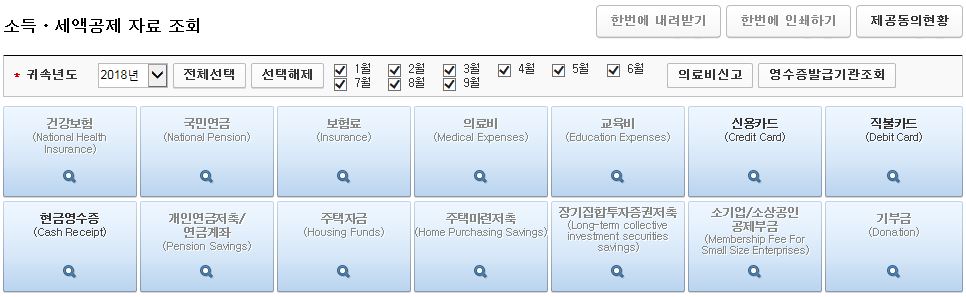 소득·세액공제 자료 조회
한번에 내려받기
한번에 인쇄하기
제공동의현황
* 귀속년도
2018년
전체선택
선택해제
1월 2월 3월 4월 5월 6월
7월 8월 9월
의료비신고
영수증발급기관조회
건강보험
(National Health
Insurance)
국민연금
(National Pension)
보험료
(Insurance)
의료비
(Medical Expenses)
교육비
(Education Expenses)
신용카드
(Credit Card)
직불카드
(Debit Card)
현금영수증
(Cash Receipt)
개인연금저축/
연금계좌
(Pension Savings)
주택자금
(Housing Funds)
주택마련저축
(Home Purchasing Savings)
장기집합투자증권저축
(Long-term collective
investment securities
savings)
소기업/소상공인
공제부금
(Membership Fee For
Small Size Enterprises)
기부금
(Donation)